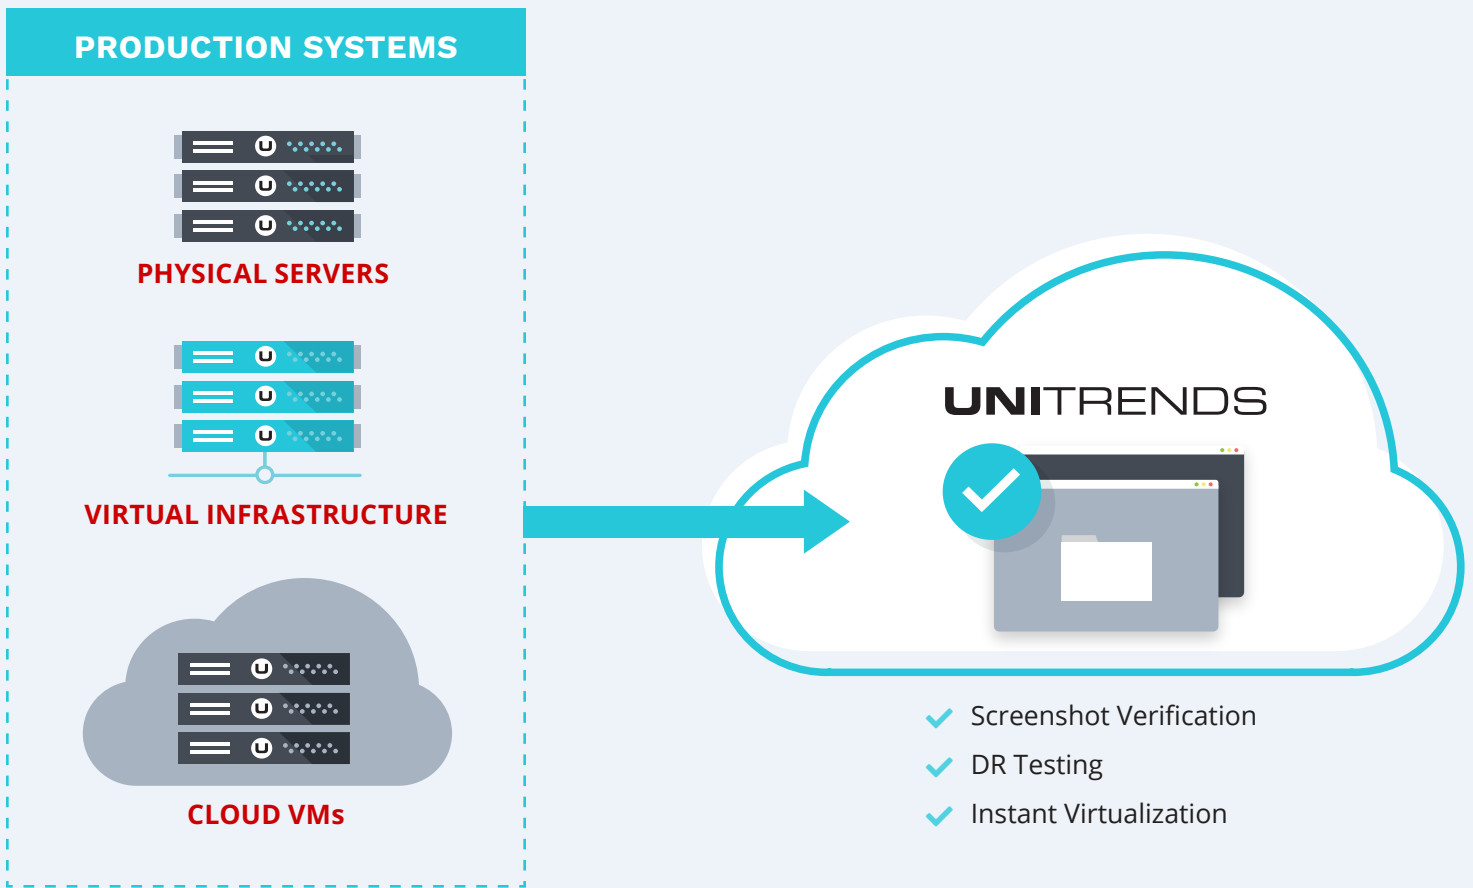 PRODUCTION SYSTEMS
PHYSICAL SERVERS
VIRTUAL INFRASTRUCTURE
CLOUD VMs
UNITRENDS
Screenshot Verification
DR Testing
Instant Virtualization